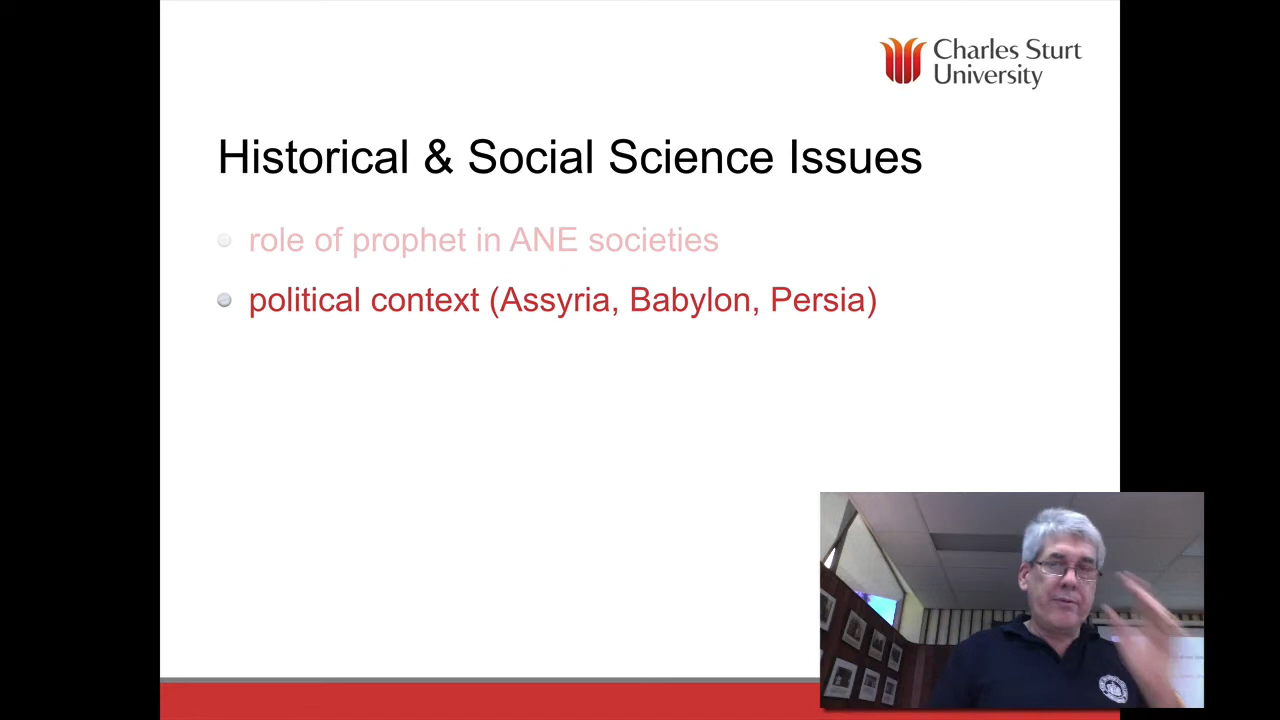 Charles Sturt
University
Historical & Social Science Issues
role of prophet in ANE societies
political context (Assyria, Babylon, Persia)